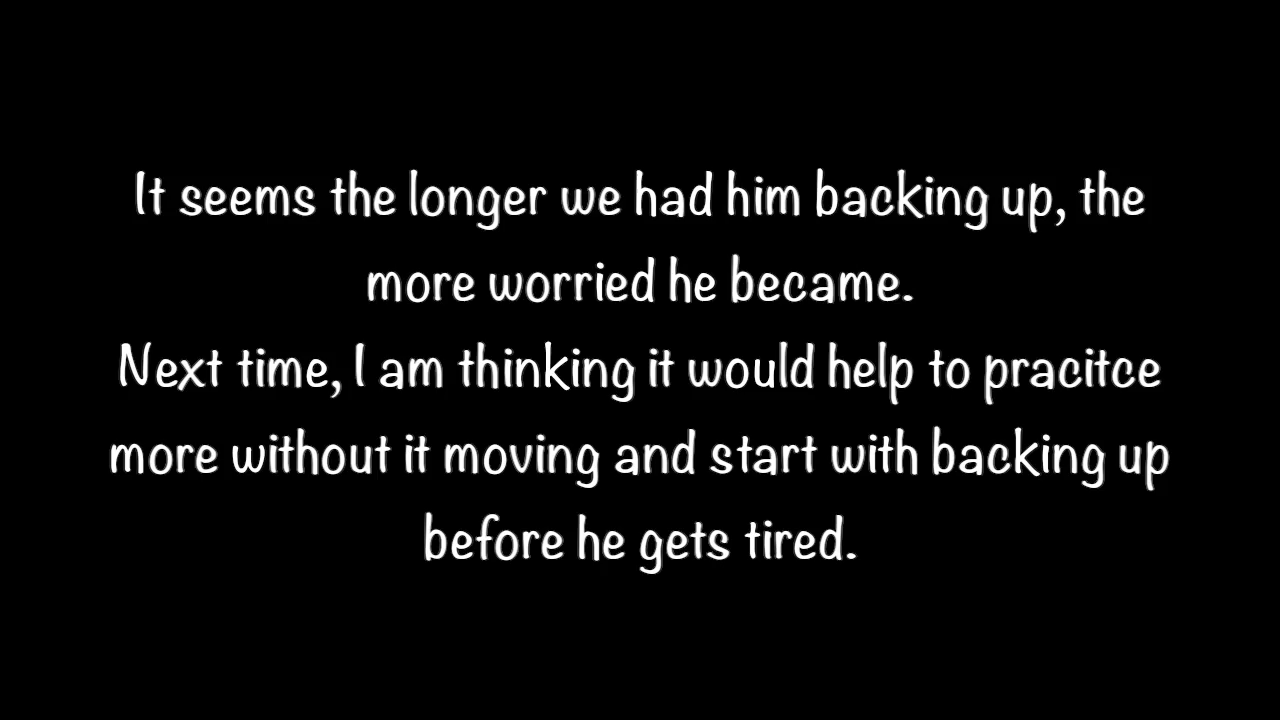 It seems the longer we had him backing up, the
more worried he became.
Next time, I am thinking it would help to pracitce
more without it moving and start with backing up
before he gets tired.